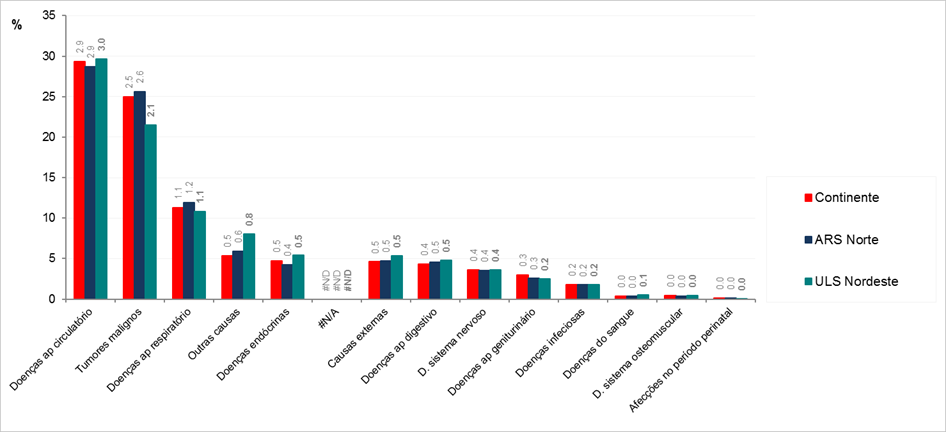 %
35
30
25
20
15
10
5
0
2.9 2.9 3.0
2.5 2.6 2.1
1.1 1.2 1.1
0.5 0.6 0.8
0.5 0.4 0.5
#N/D #N/D #N/D
0.5 0.5 0.5
0.4 0.5 0.5
0.4 0.4 0.4
0.3 0.3 0.2
0.2 0.2 0.2
0.0 0.0 0.1
0.0 0.0 0.0
0.0 0.0 0.0
Doenças ap circulatório
Tumores malignos
Doenças ap respiratório
Outras causas
Doenças endócrinas
#N/A
Causas externas
Doenças ap digestivo
D. sistema nervoso
Doenças ap geniturinário
Doenças infeciosas
Doenças do sangue
D. sistema osteomuscular
Afecções no período perinatal
Continente
ARS Norte
ULS Nordeste